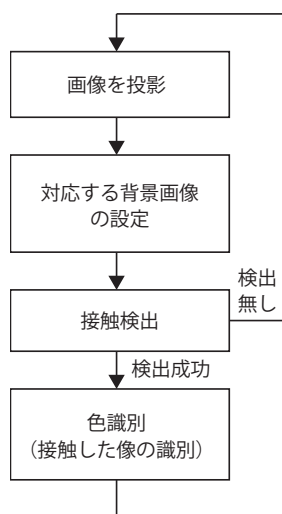 画像を投影
対応する背景画像
の設定
接触検出
検出
無し
検出成功
色識別
（接触した像の識別）